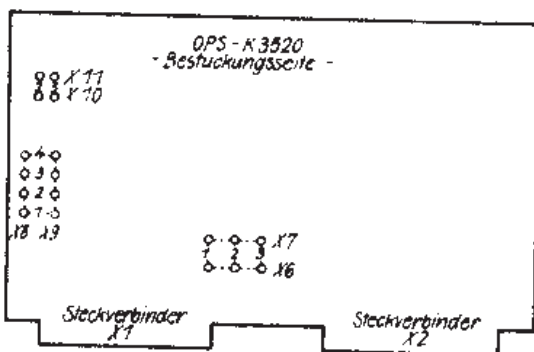 OPS - K 3520
- Bestückungsseite -
X 11
X 10
4
3
2
1
X8 X9
X7
1 2 3
X6
Steckverbinder
X1
Steckverbinder
X2